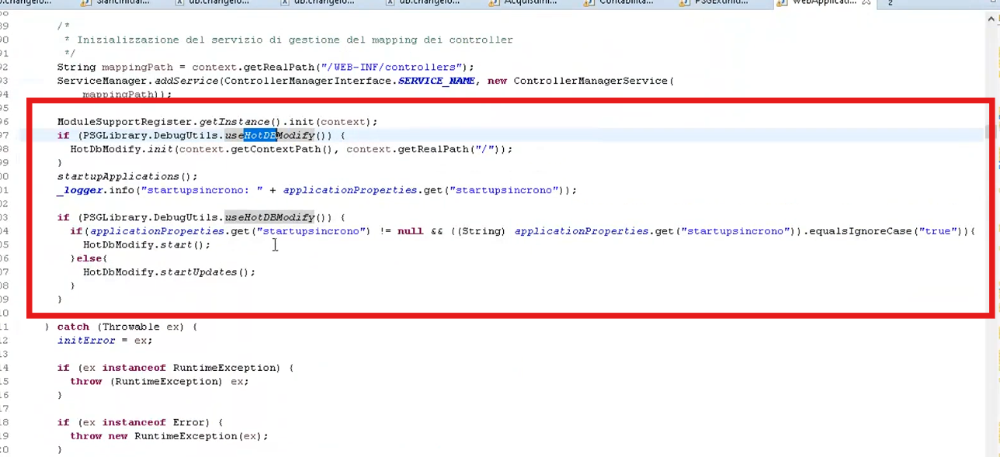 /*
89 * Inizializzazione del servizio di gestione del mapping dei controller
90 */
91 String mappingPath = context.getRealPath("/WEB-INF/controllers");
ServiceManager.addService(ControllerManagerInterface.SERVICE_NAME, new ControllerManagerService(
mappingPath));
ModuleSupportRegister.getInstance().init(context);
if (PSGLibrary.DebugUtils.useHotDBModify()) {
HotDbModify.init(context.getContextPath(), context.getRealPath("/"));
}
startupApplications();
_logger.info("startupsincrono: " + applicationProperties.get("startupsincrono"));
if (PSGLibrary.DebugUtils.useHotDBModify()) {
if(applicationProperties.get("startupsincrono") != null && ((String) applicationProperties.get("startupsincrono")).equalsIgnoreCase("true")){
HotDbModify.start();
}else{
HotDbModify.startUpdates();
}
}
} catch (Throwable ex) {
initError = ex;
if (ex instanceof RuntimeException) {
throw (RuntimeException) ex;
}
if (ex instanceof Error) {
throw new RuntimeException(ex);
}